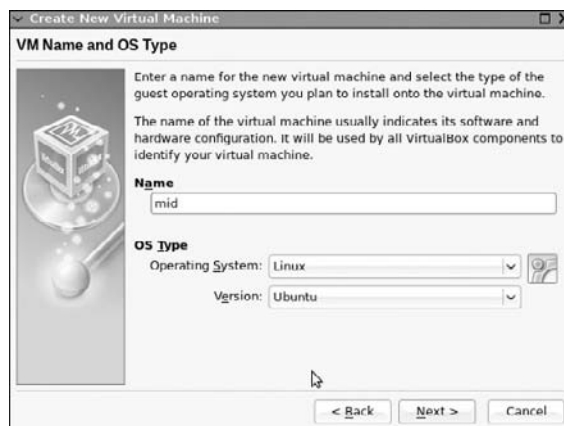 Create New Virtual Machine
VM Name and OS Type
Enter a name for the new virtual machine and select the type of the
guest operating system you plan to install onto the virtual machine.
The name of the virtual machine usually indicates its software and
hardware configuration. It will be used by all VirtualBox components to
identify your virtual machine.
Name
mid
OS Type
Operating System: Linux
Version: Ubuntu
< Back Next > Cancel